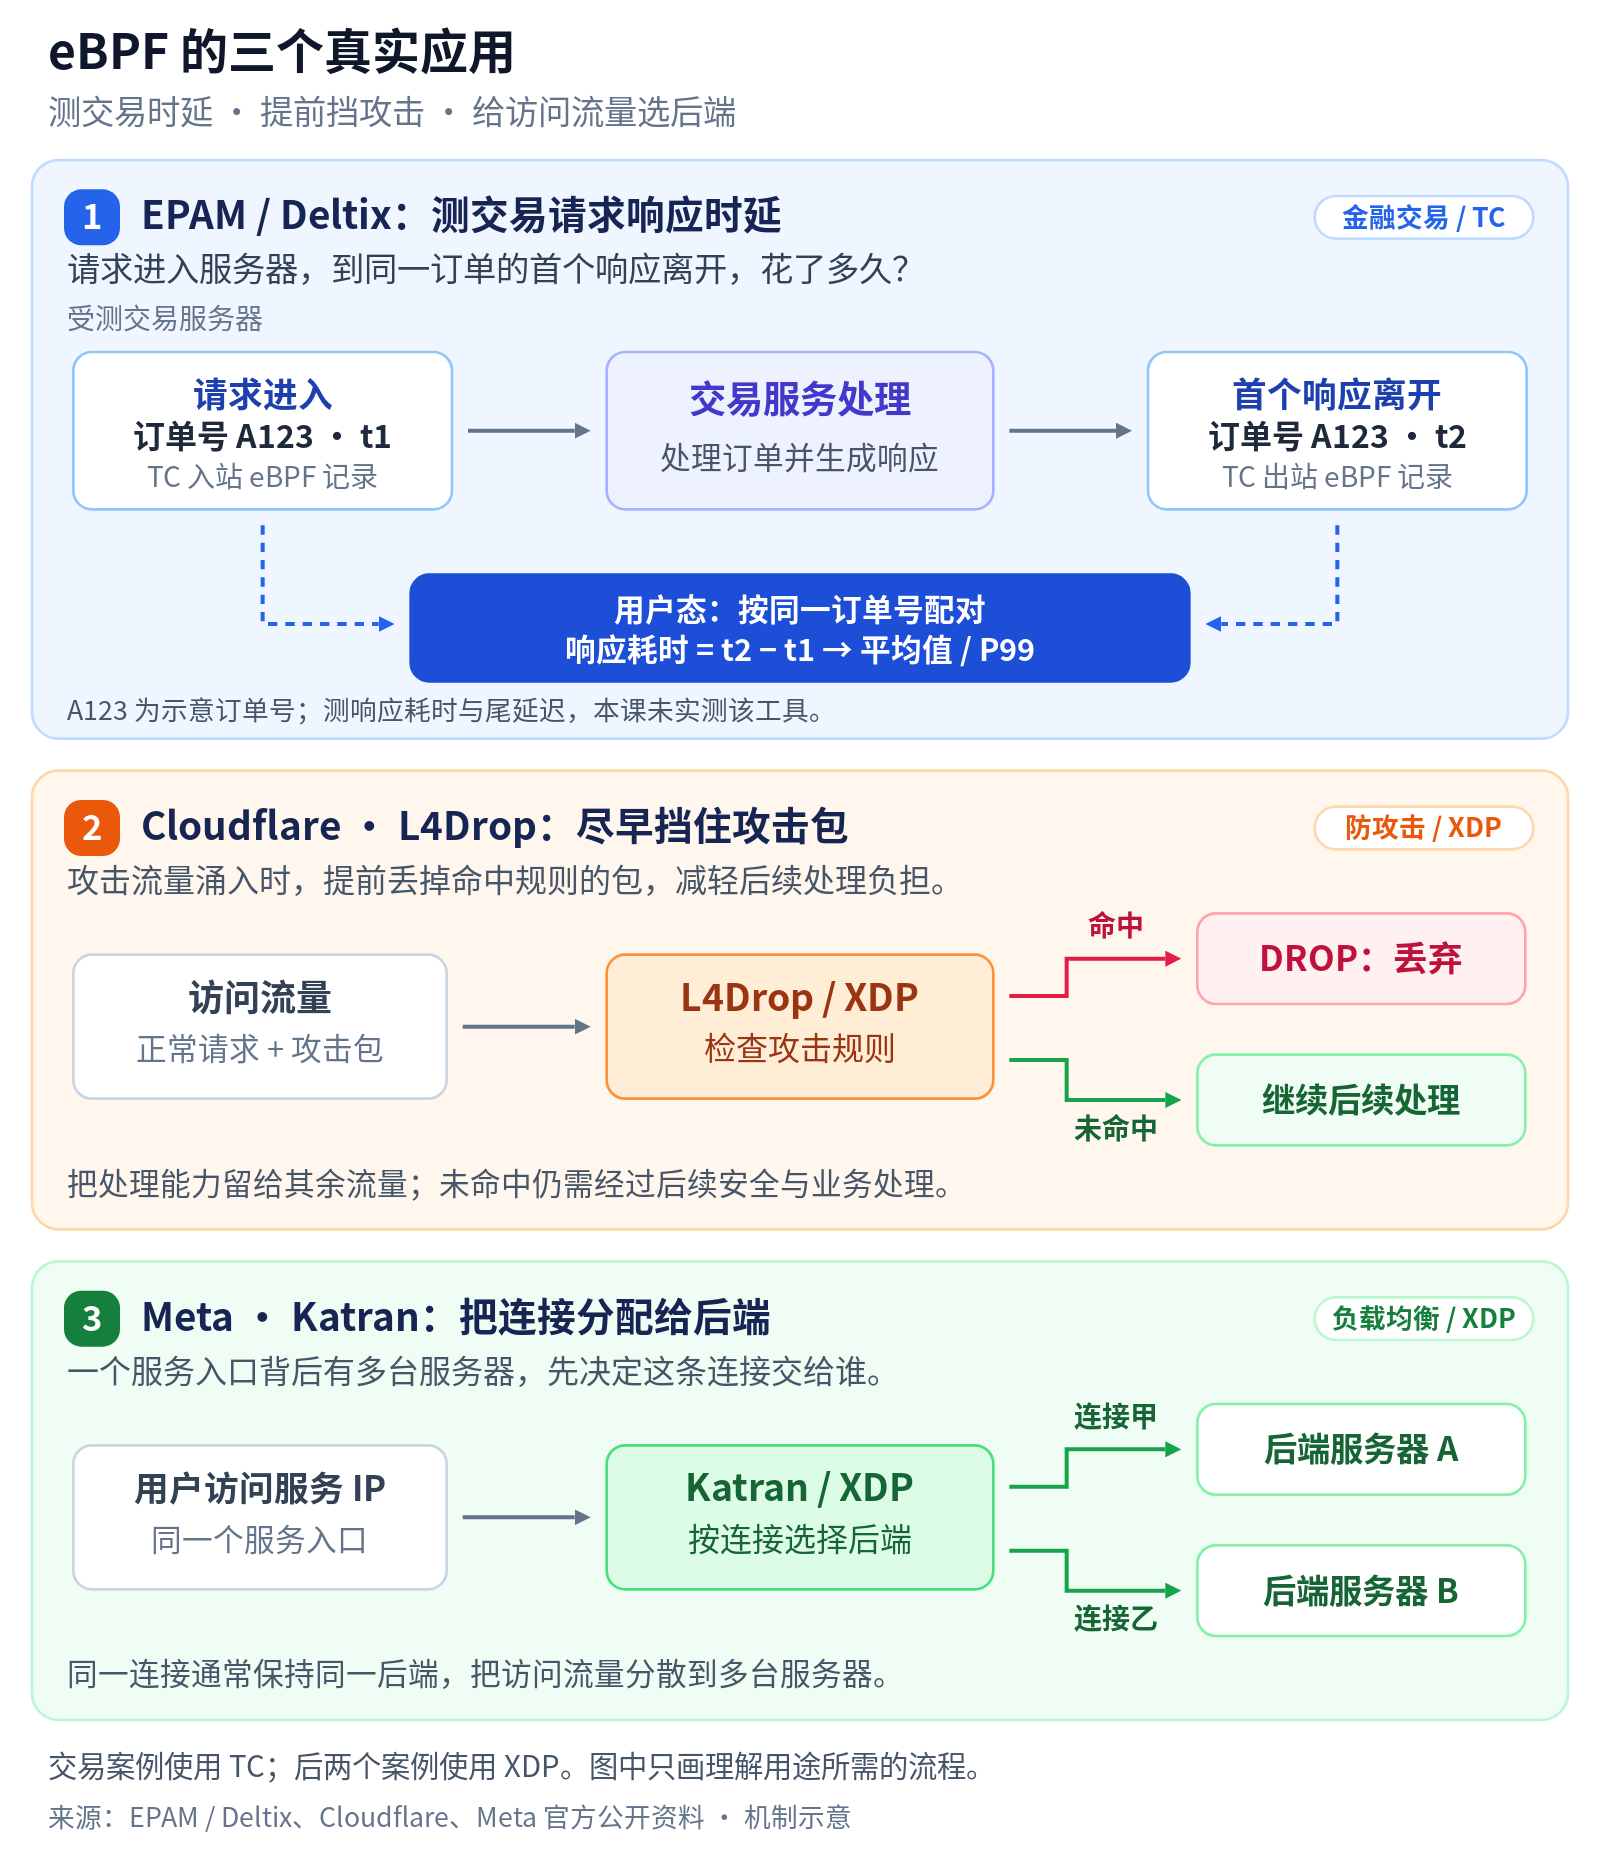 eBPF 的三个真实应用
测交易时延 • 提前挡攻击 • 给访问流量选后端
1 EPAM / Deltix：测交易请求响应时延
金融交易 / TC
请求进入服务器，到同一订单的首个响应离开，花了多久？
受测交易服务器
请求进入
订单号 A123 • t1
TC 入站 eBPF 记录
交易服务处理
处理订单并生成响应
首个响应离开
订单号 A123 • t2
TC 出站 eBPF 记录
用户态：按同一订单号配对
响应耗时 = t2 − t1 → 平均值 / P99
A123 为示意订单号；测响应耗时与尾延迟，本课未实测该工具。
2 Cloudflare • L4Drop：尽早挡住攻击包
防攻击 / XDP
攻击流量涌入时，提前丢掉命中规则的包，减轻后续处理负担。
访问流量
正常请求 + 攻击包
L4Drop / XDP
检查攻击规则
命中
DROP：丢弃
未命中
继续后续处理
把处理能力留给其余流量；未命中仍需经过后续安全与业务处理。
3 Meta • Katran：把连接分配给后端
负载均衡 / XDP
一个服务入口背后有多台服务器，先决定这条连接交给谁。
用户访问服务 IP
同一个服务入口
Katran / XDP
按连接选择后端
连接甲
后端服务器 A
连接乙
后端服务器 B
同一连接通常保持同一后端，把访问流量分散到多台服务器。
交易案例使用 TC；后两个案例使用 XDP。图中只画理解用途所需的流程。
来源：EPAM / Deltix、Cloudflare、Meta 官方公开资料 • 机制示意